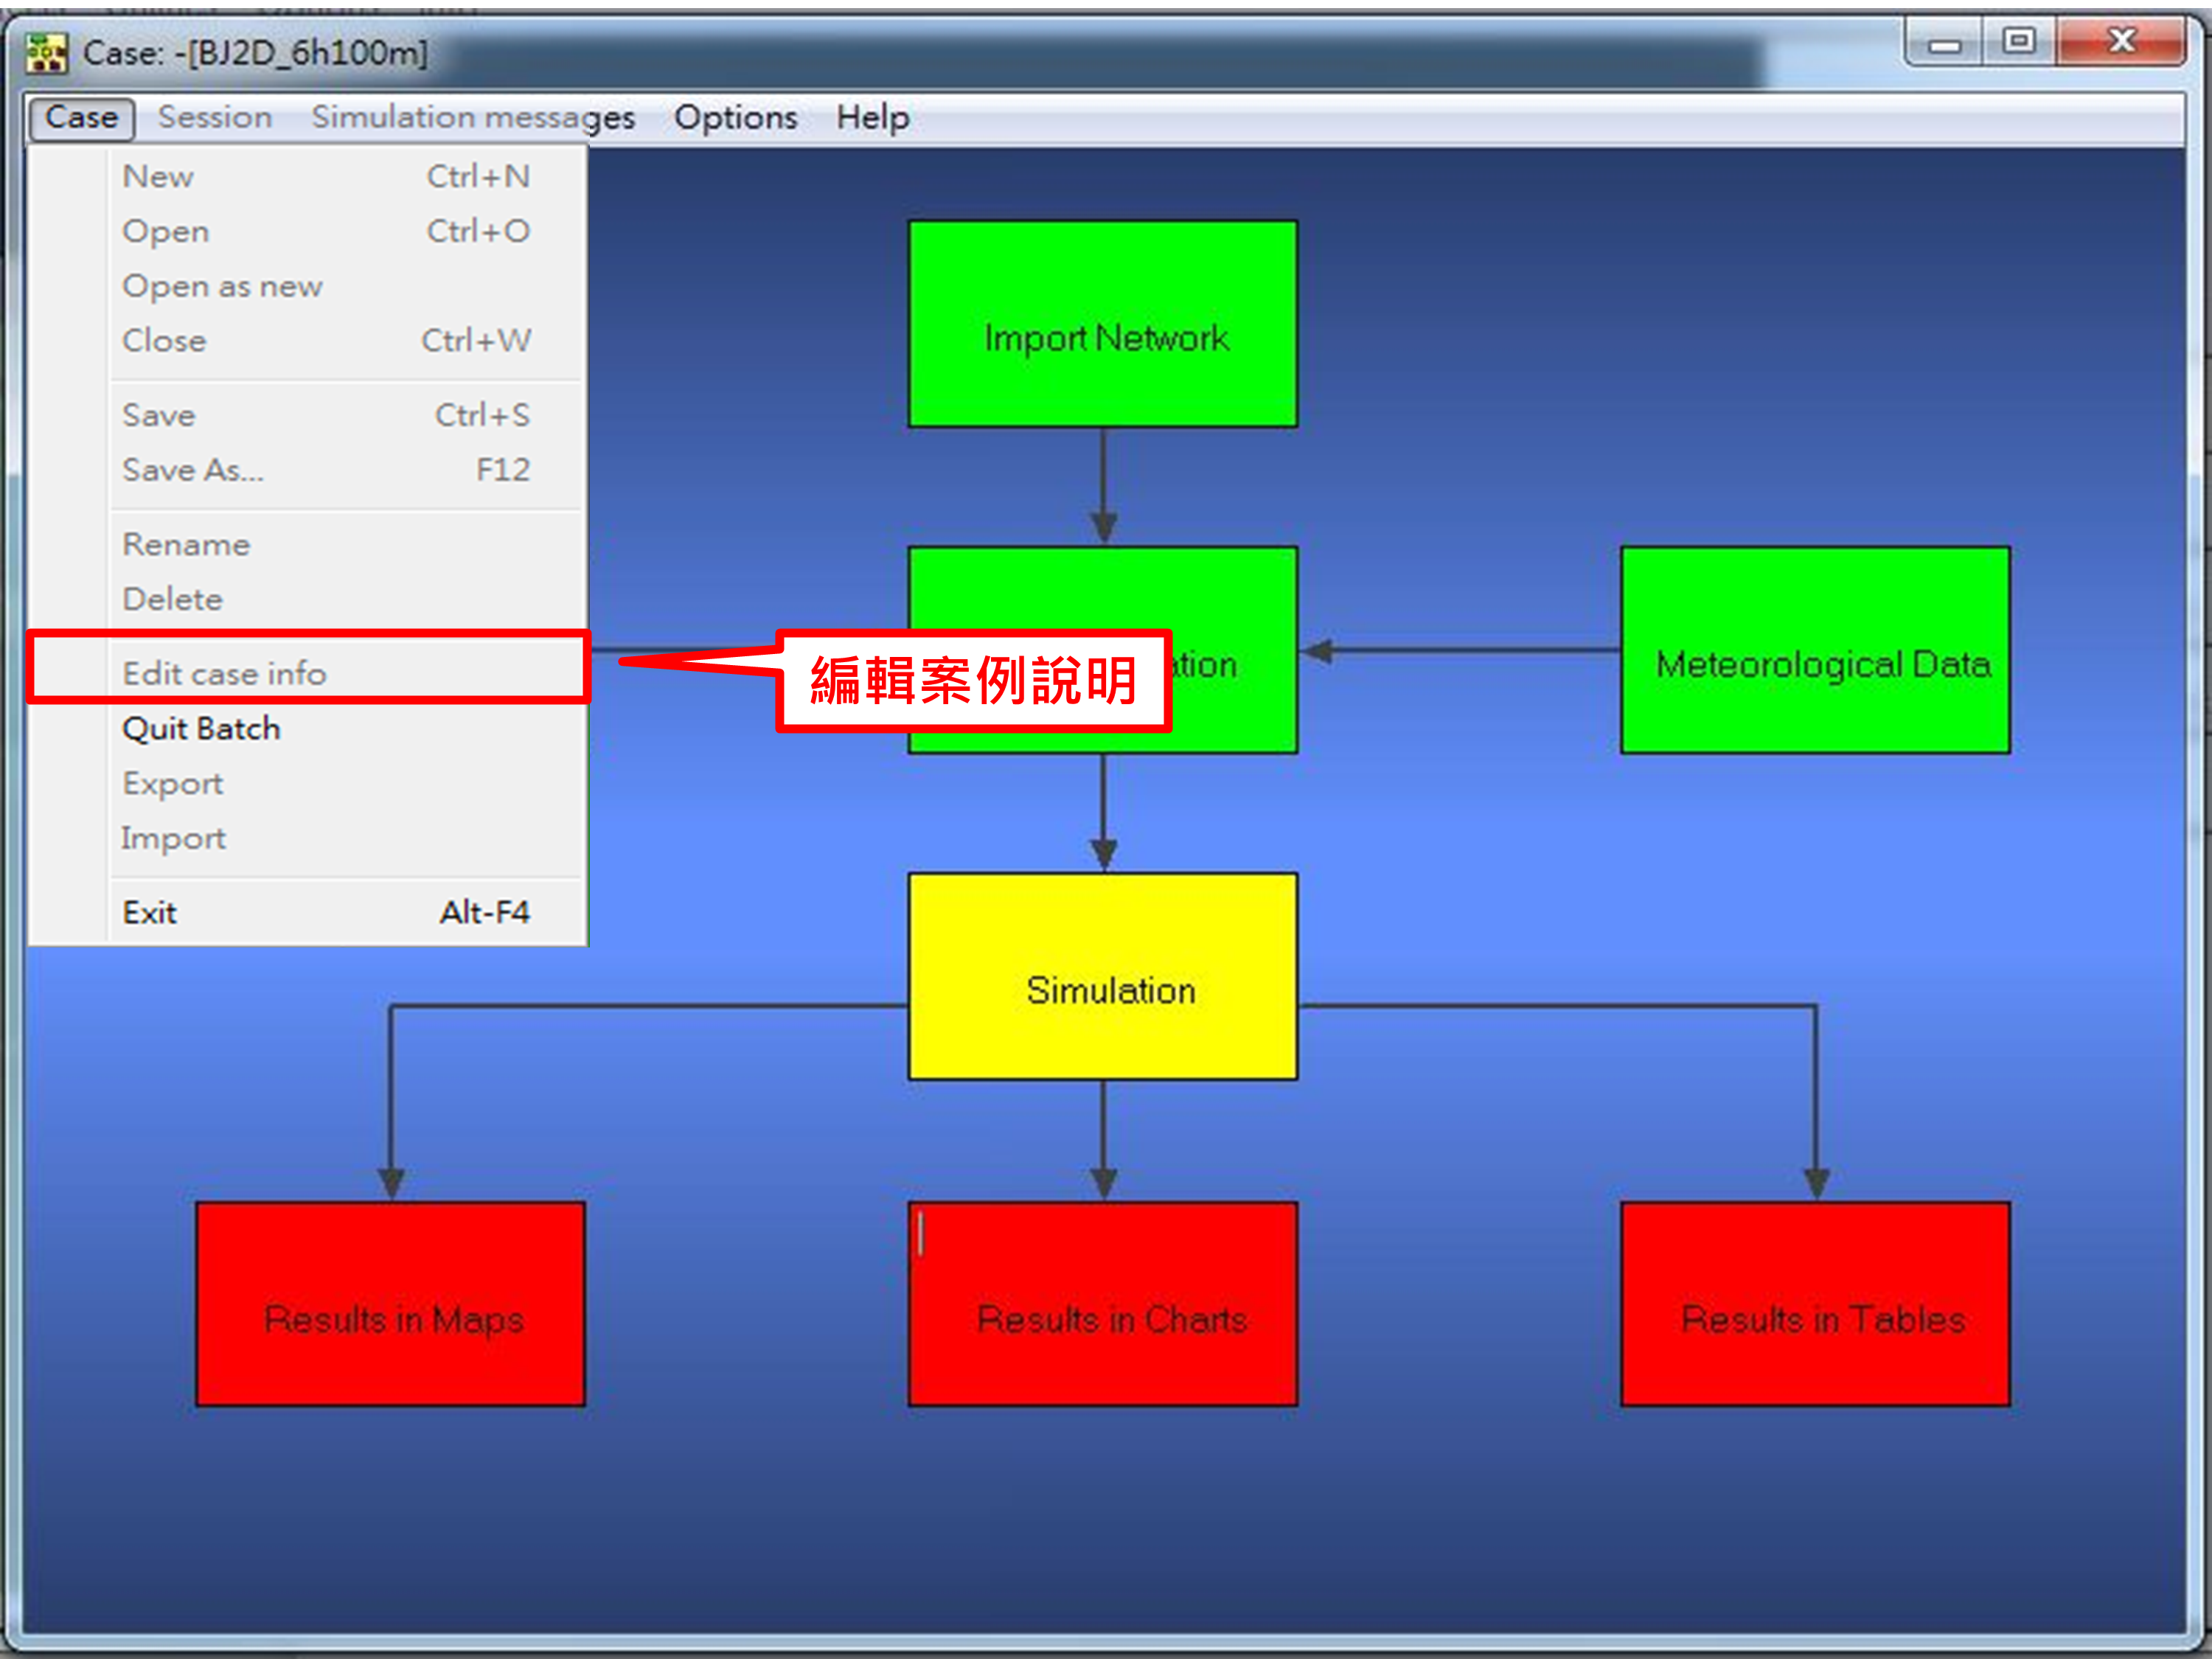 Case: -[BJ2D_6h100m]
Case Session Simulation messages Options Help
New Ctrl+N
Open Ctrl+O
Open as new
Close Ctrl+W
Save Ctrl+S
Save As... F12
Rename
Delete
Edit case info
Quit Batch
Export
Import
Exit Alt-F4
Import Network
編輯案例說明
Meteorological Data
Simulation
Results in Maps
Results in Charts
Results in Tables